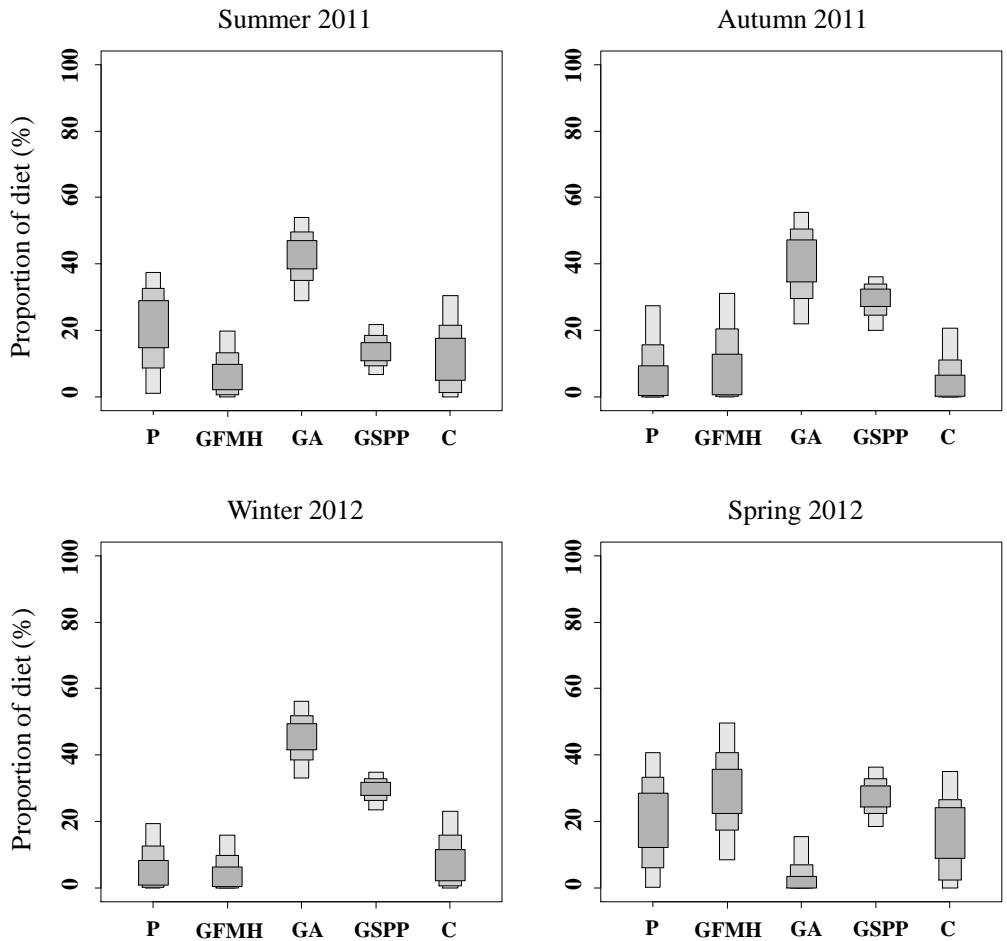 Summer 2011
Autumn 2011
Proportion of diet (%)
100
80
60
40
20
0
P GFMH GA GSPP C
100
80
60
40
20
0
P GFMH GA GSPP C
Winter 2012
Spring 2012
Proportion of diet (%)
100
80
60
40
20
0
P GFMH GA GSPP C
100
80
60
40
20
0
P GFMH GA GSPP C